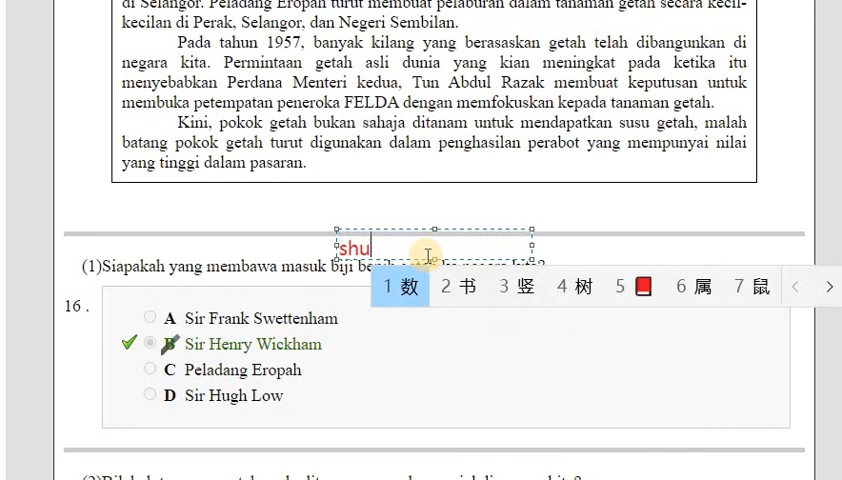 di Selangor. Peladang Eropah turut membuat pelaburan dalam tanaman getah secara kecil-
kecilan di Perak, Selangor, dan Negeri Sembilan.
Pada tahun 1957, banyak kilang yang berasaskan getah telah dibangunkan di
negara kita. Permintaan getah asli dunia yang kian meningkat pada ketika itu
menyebabkan Perdana Menteri kedua, Tun Abdul Razak membuat keputusan untuk
membuka petempatan peneroka FELDA dengan memfokuskan kepada tanaman getah.
Kini, pokok getah bukan sahaja ditanam untuk mendapatkan susu getah, malah
batang pokok getah turut digunakan dalam penghasilan perabot yang mempunyai nilai
yang tinggi dalam pasaran.
shu
(1)Siapakah yang membawa masuk biji
1 数 2 书 3 竖 4 树 5 6 属 7 鼠
16 .
A Sir Frank Swettenham
B Sir Henry Wickham
C Peladang Eropah
D Sir Hugh Low